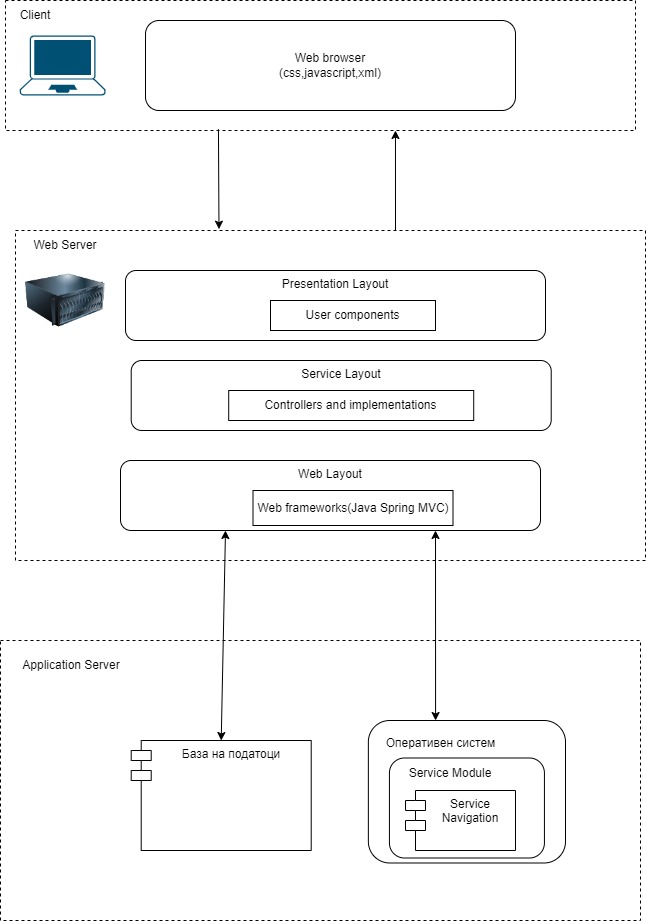 Client
Web browser
(css,javascript,xml)
Web Server
Presentation Layout
User components
Service Layout
Controllers and implementations
Web Layout
Web frameworks(Java Spring MVC)
Application Server
База на податоци
Оперативен систем
Service Module
Service
Navigation